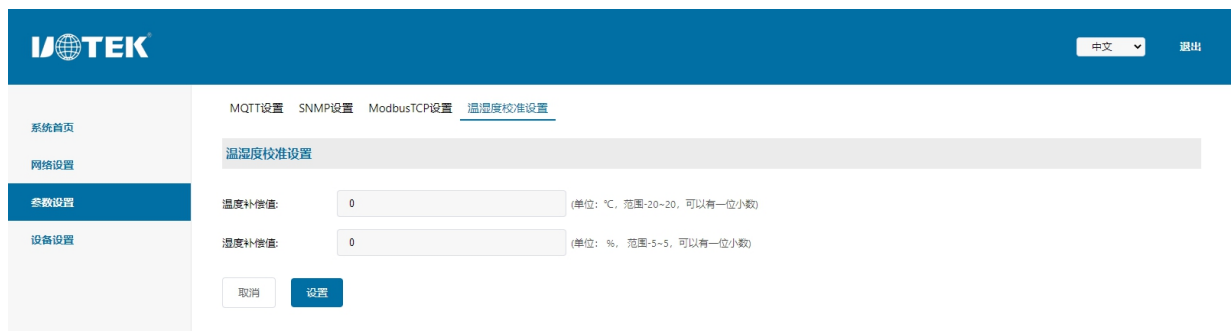 UOTEK
中文
退出
MQTT设置 SNMP设置 ModbusTCP设置 温湿度校准设置
系统首页
网络设置
参数设置
设备设置
温湿度校准设置
温度补偿值: 0 (单位：℃，范围-20~20，可以有一位小数)
湿度补偿值: 0 (单位：%，范围-5~5，可以有一位小数)
取消 设置